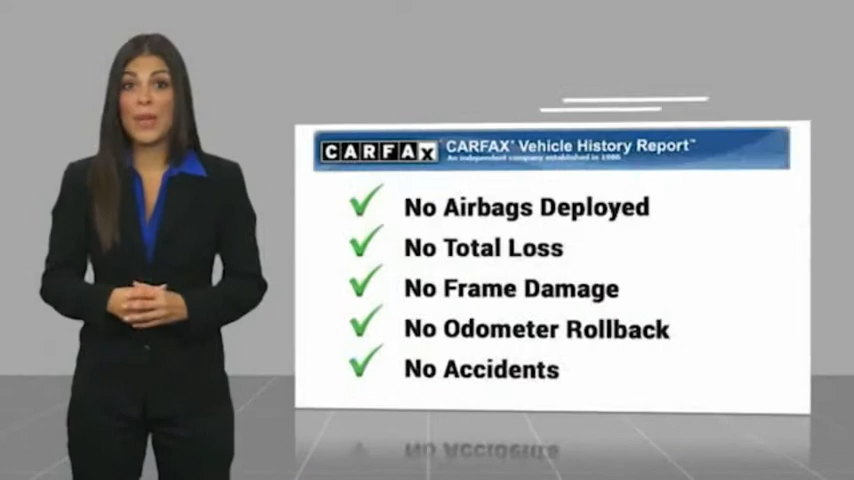 CARFAX CARFAX® Vehicle History Report™
An independent company established in 1986
No Airbags Deployed
No Total Loss
No Frame Damage
No Odometer Rollback
No Accidents